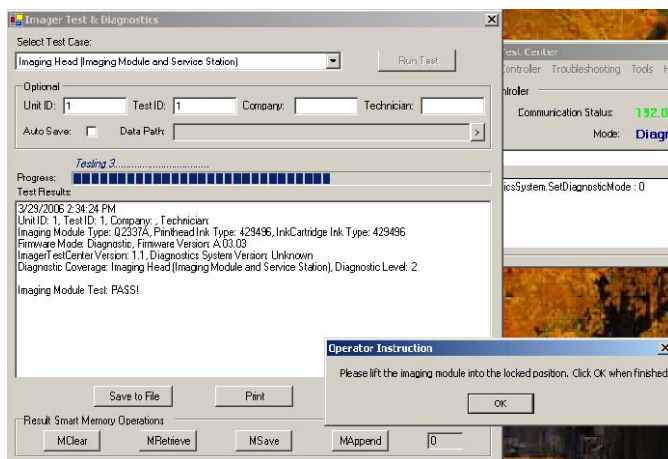 Imager Test & Diagnostics
Select Test Case:
Imaging Head (Imaging Module and Service Station)
Run Test
Optional
Unit ID: 1 Test ID: 1 Company: Technician:
Auto Save: Data Path: >
Testing 3
Progress:
Test Results:
3/29/2006 2:34:24 PM
Unit ID: 1, Test ID: 1, Company: , Technician:
Imaging Module Type: Q2337A, Printhead Ink Type: 429496, InkCartridge Ink Type: 429496
Firmware Mode: Diagnostic, Firmware Version: A.03.03
ImagerTestCenter Version: 1.1, Diagnostics System Version: Unknown
Diagnostic Coverage: Imaging Head (Imaging Module and Service Station), Diagnostic Level: 2
Imaging Module Test: PASS!
Save to File Print
Result Smart Memory Operations
MClear MRetrieve MSave MAppend 0
Test Center
Controller Troubleshooting Tools H
ntroller
Communication Status: 192.0
Mode: Diagn
icsSystem.SetDiagnosticMode : 0
Operator Instruction
Please lift the imaging module into the locked position. Click OK when finished
OK